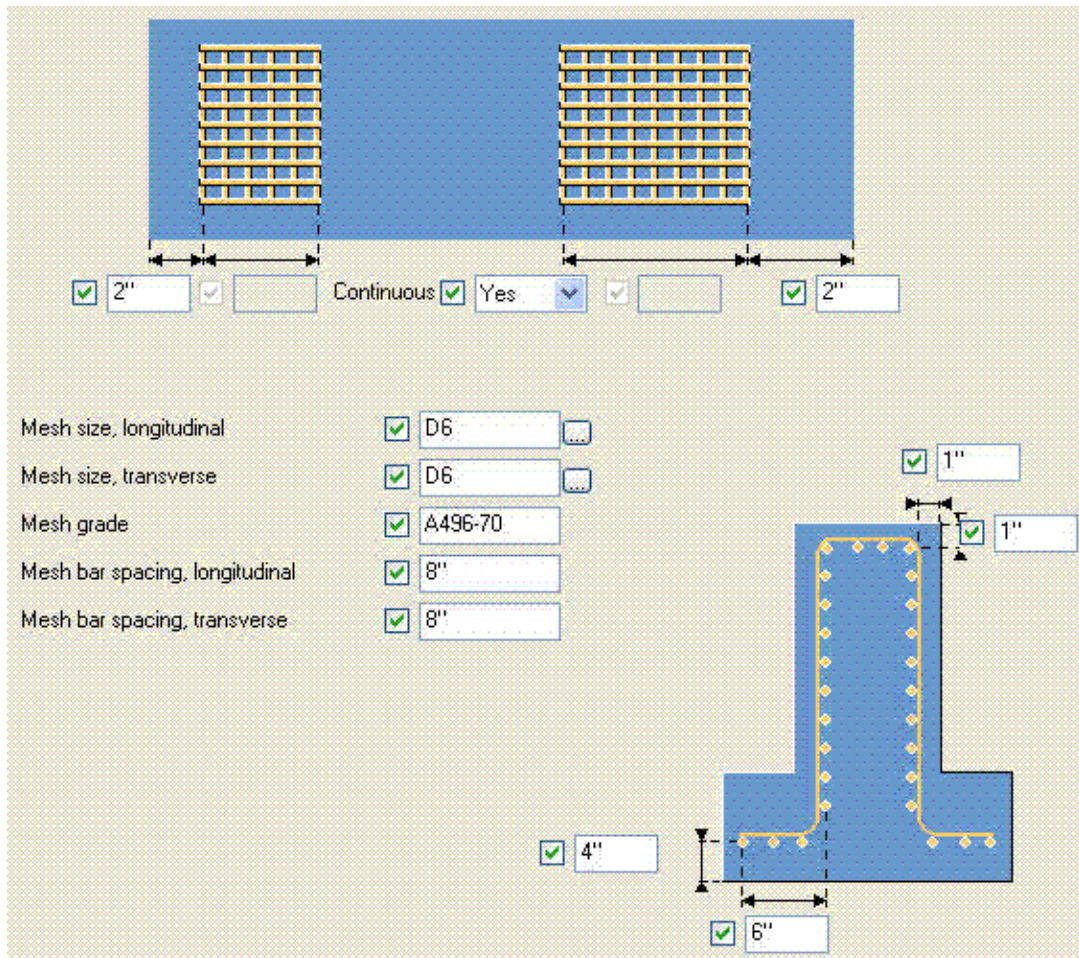 2" Continuous Yes 2"
Mesh size, longitudinal D6 ...
Mesh size, transverse D6 ...
Mesh grade A496-70
Mesh bar spacing, longitudinal 8"
Mesh bar spacing, transverse 8"
1"
1"
4"
6"